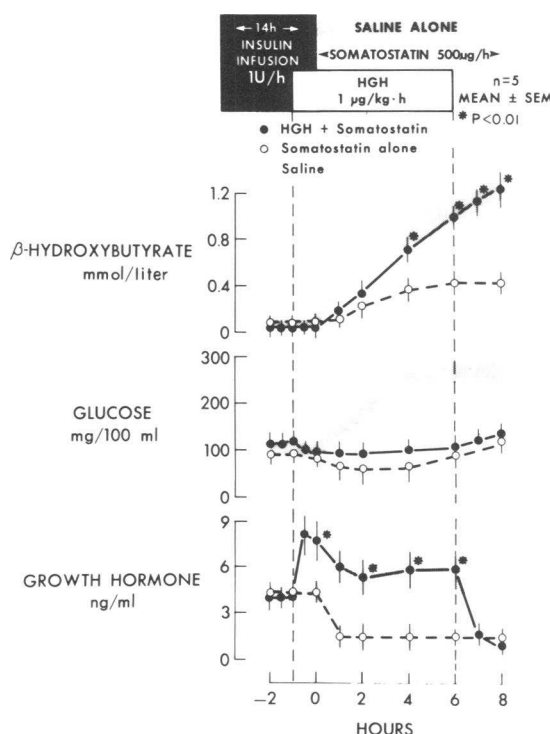 14h
INSULIN
INFUSION
1U/h
SALINE ALONE
SOMATOSTATIN 500μg/h
HGH
1 μg/kg·h
n=5
MEAN ± SEM
* P<0.01
● HGH + Somatostatin
○ Somatostatin alone
Saline
β-HYDROXYBUTYRATE
mmol/liter
1.2
0.8
0.4
0
GLUCOSE
mg/100 ml
300
200
100
0
GROWTH HORMONE
ng/ml
9
6
3
0
−2 0 2 4 6 8
HOURS